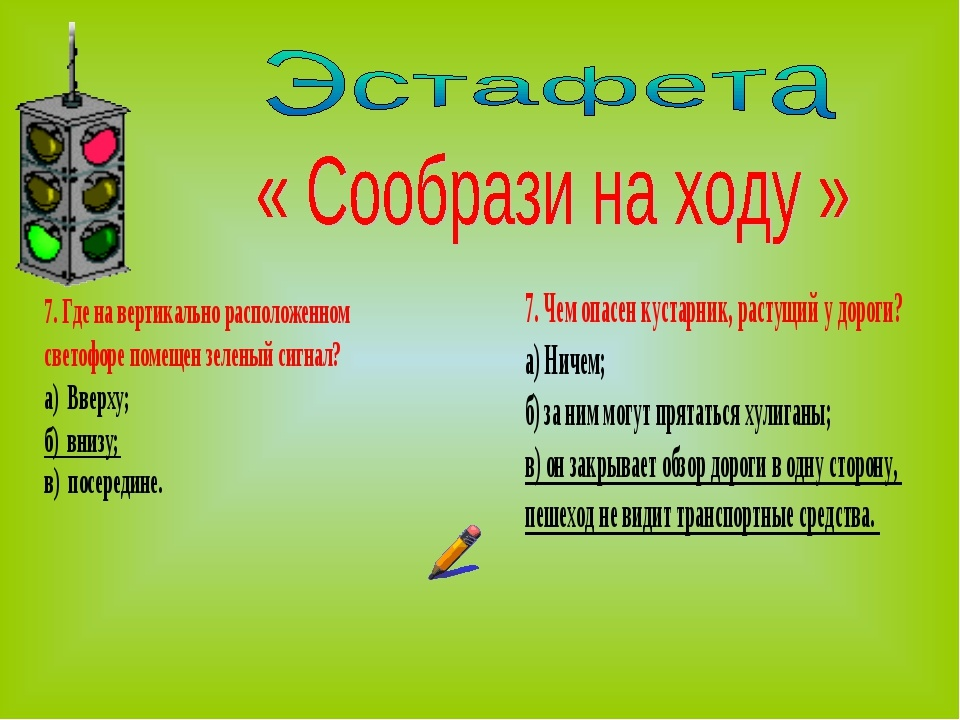 Эстафета
« Сообрази на ходу »
7. Где на вертикально расположенном
светофоре помещен зеленый сигнал?
а) Вверху;
б) внизу;
в) посередине.
7. Чем опасен кустарник, растущий у дороги?
а) Ничем;
б) за ним могут прятаться хулиганы;
в) он закрывает обзор дороги в одну сторону,
пешеход не видит транспортные средства.